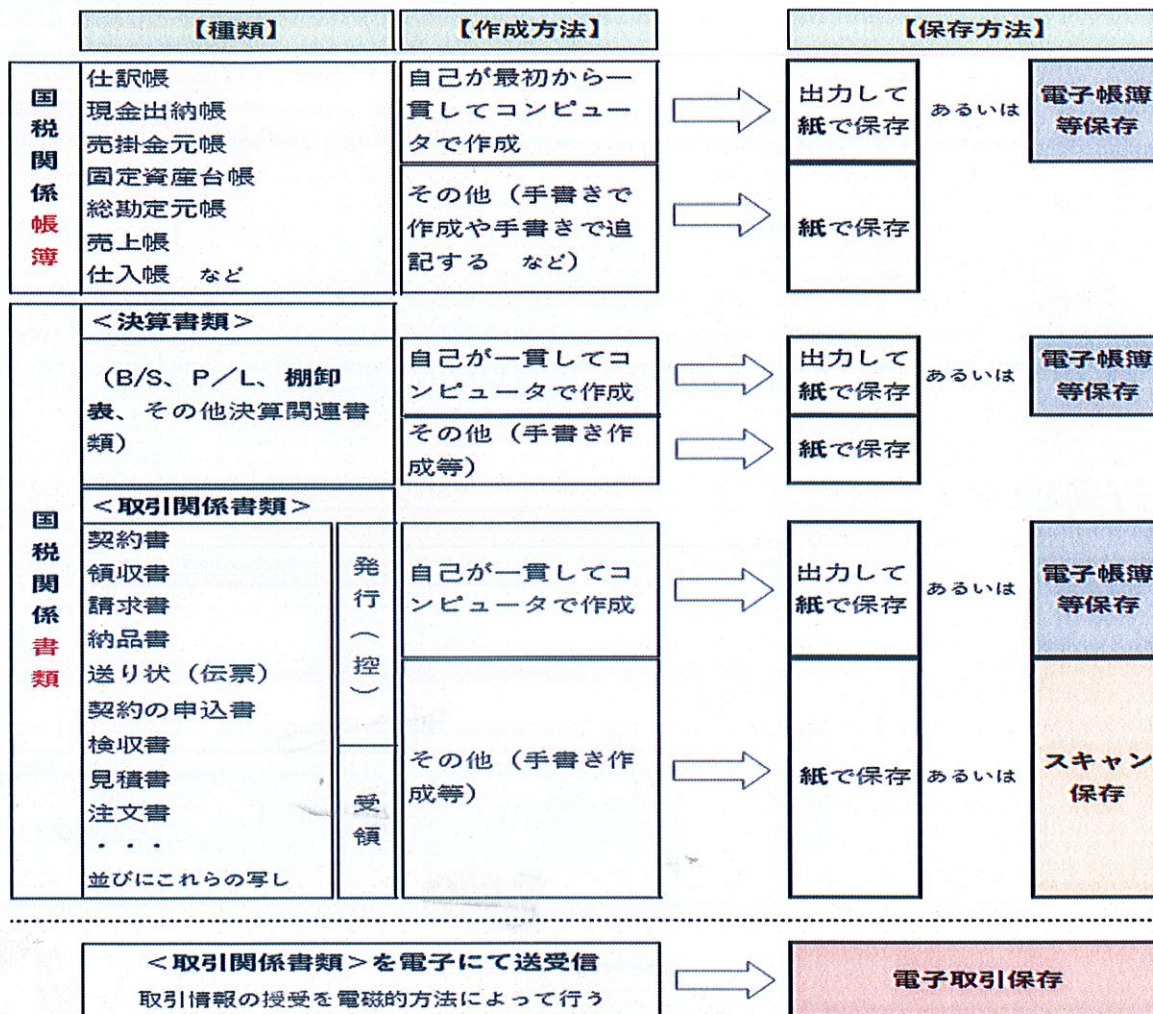 【種類】
【作成方法】
【保存方法】
国税関係帳簿
仕訳帳
現金出納帳
売掛金元帳
固定資産台帳
総勘定元帳
売上帳
仕入帳 など
自己が最初から一
貫してコンピュー
タで作成
出力して
紙で保存
あるいは
電子帳簿
等保存
その他（手書きで
作成や手書きで追
記する など）
紙で保存
国税関係書類
＜決算書類＞
（B/S、P／L、棚卸
表、その他決算関連書
類）
自己が一貫してコ
ンピュータで作成
出力して
紙で保存
あるいは
電子帳簿
等保存
その他（手書き作
成等）
紙で保存
＜取引関係書類＞
契約書
領収書
請求書
納品書
送り状（伝票）
契約の申込書
検収書
見積書
注文書
・・・
並びにこれらの写し
発行（控）
受領
自己が一貫してコ
ンピュータで作成
出力して
紙で保存
あるいは
電子帳簿
等保存
その他（手書き作
成等）
紙で保存
あるいは
スキャン
保存
＜取引関係書類＞を電子にて送受信
取引情報の授受を電磁的方法によって行う
電子取引保存